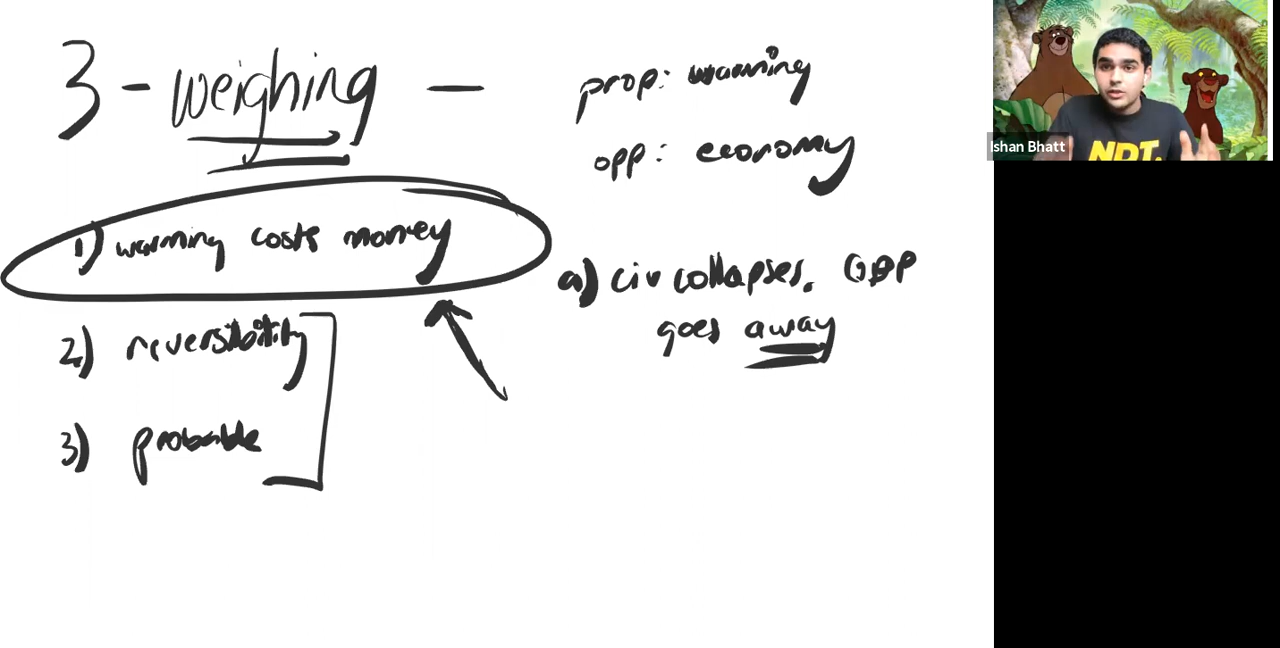 3 - weighing -
prop: warming
opp: economy
1) warming costs money
2) reversibility
3) probable
a) civ collapses. GDP
goes away
Ishan Bhatt
NDT.